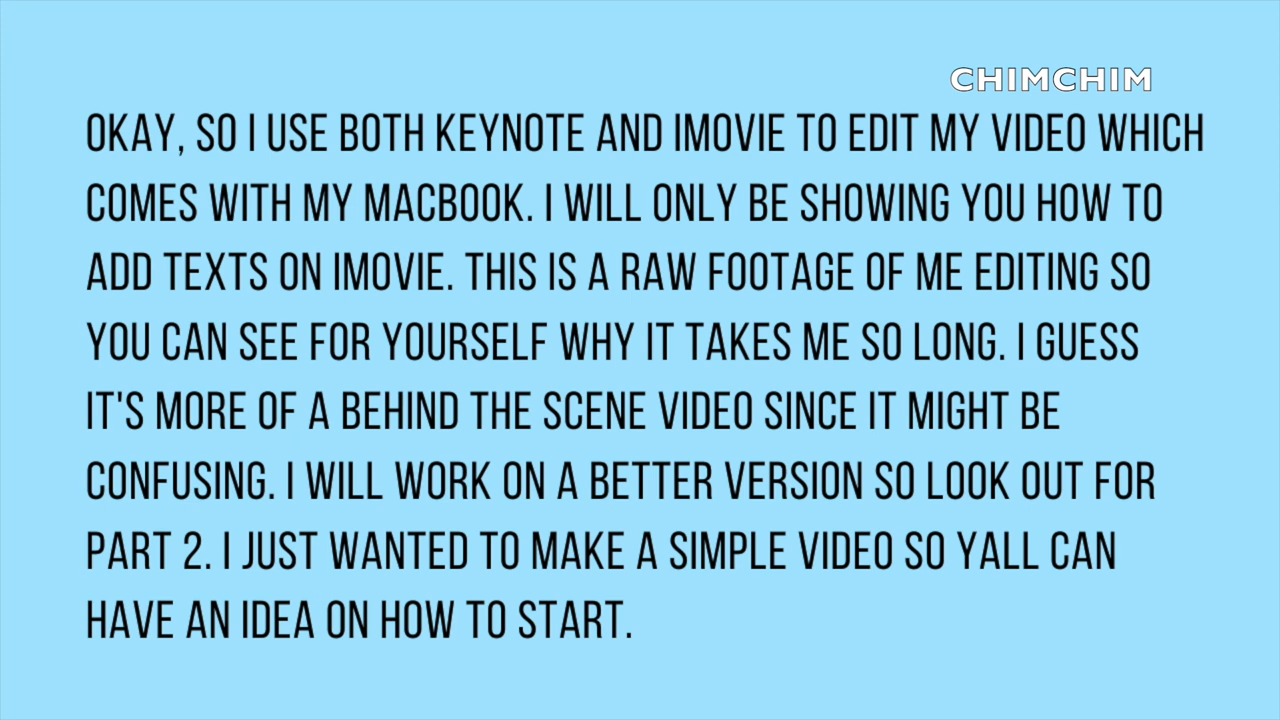 CHIMCHIM
OKAY, SO I USE BOTH KEYNOTE AND IMOVIE TO EDIT MY VIDEO WHICH
COMES WITH MY MACBOOK. I WILL ONLY BE SHOWING YOU HOW TO
ADD TEXTS ON IMOVIE. THIS IS A RAW FOOTAGE OF ME EDITING SO
YOU CAN SEE FOR YOURSELF WHY IT TAKES ME SO LONG. I GUESS
IT'S MORE OF A BEHIND THE SCENE VIDEO SINCE IT MIGHT BE
CONFUSING. I WILL WORK ON A BETTER VERSION SO LOOK OUT FOR
PART 2. I JUST WANTED TO MAKE A SIMPLE VIDEO SO YALL CAN
HAVE AN IDEA ON HOW TO START.